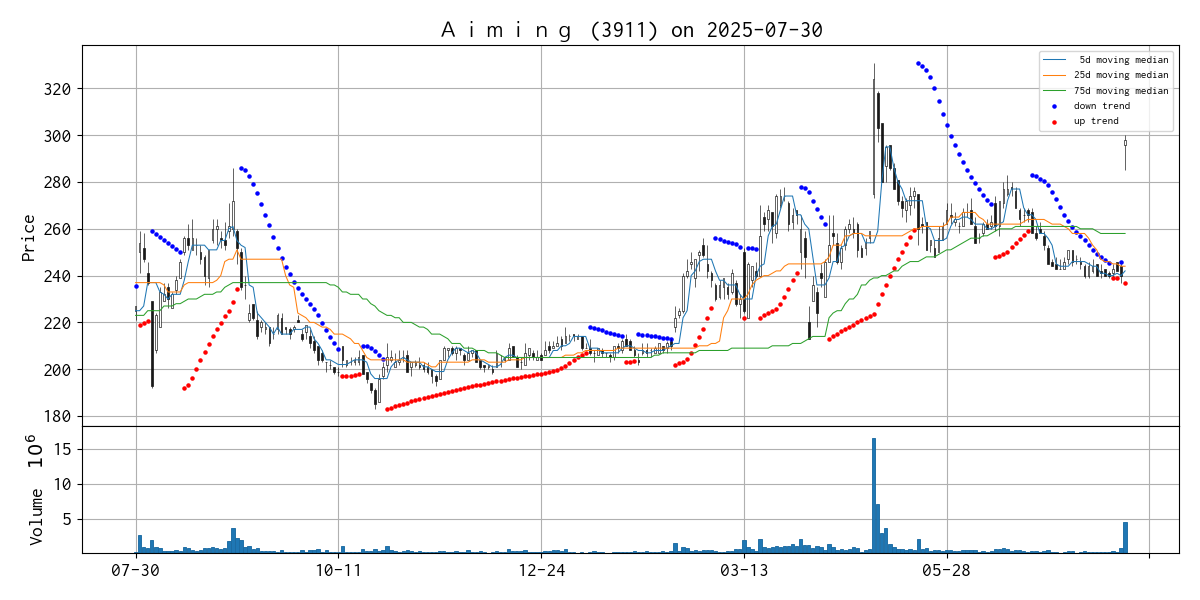 Ａｉｍｉｎｇ (3911) on 2025-07-30
Price
320
300
280
260
240
220
200
180
5d moving median
25d moving median
75d moving median
down trend
up trend
Volume 10⁶
15
10
5
07-30
10-11
12-24
03-13
05-28